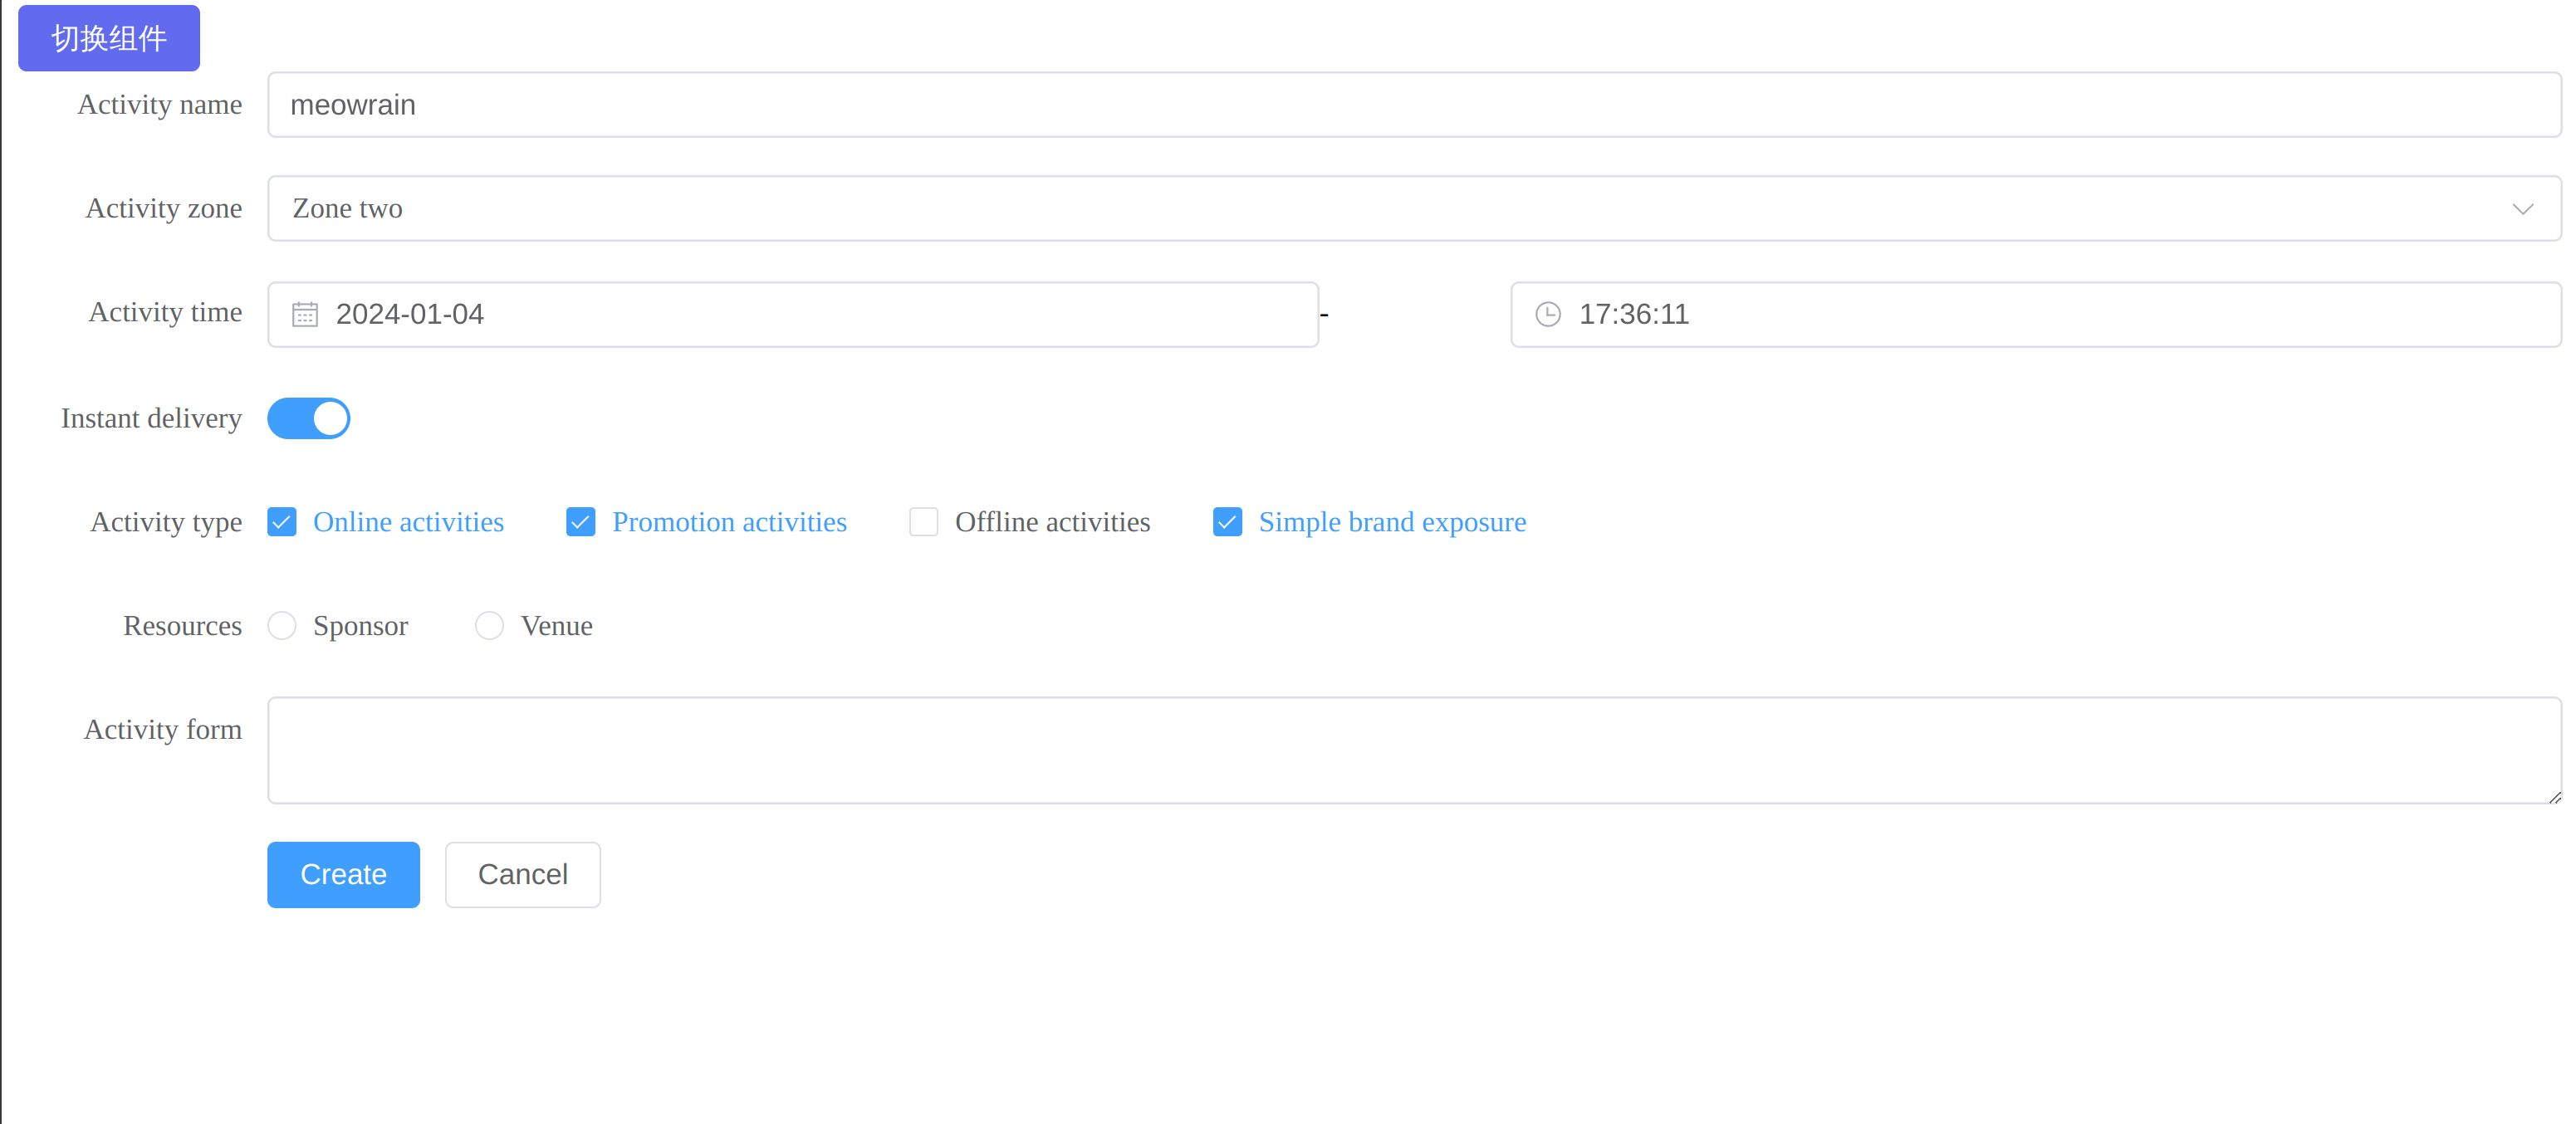 切换组件
Activity name meowrain
Activity zone Zone two
Activity time 2024-01-04 - 17:36:11
Instant delivery
Activity type Online activities Promotion activities Offline activities Simple brand exposure
Resources Sponsor Venue
Activity form
Create Cancel